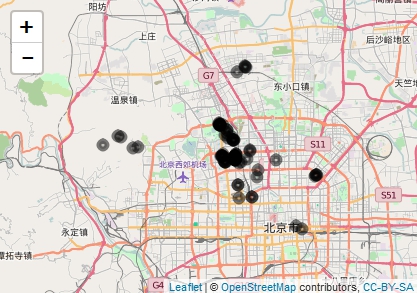 阳坊
上庄
后沙峪地区
+
−
G7
东小口镇
天竺地
温泉镇
S11
北京西郊机场
S51
北京市
永定镇
潭拓寺镇
G4
Leaflet | © OpenStreetMap contributors, CC-BY-SA